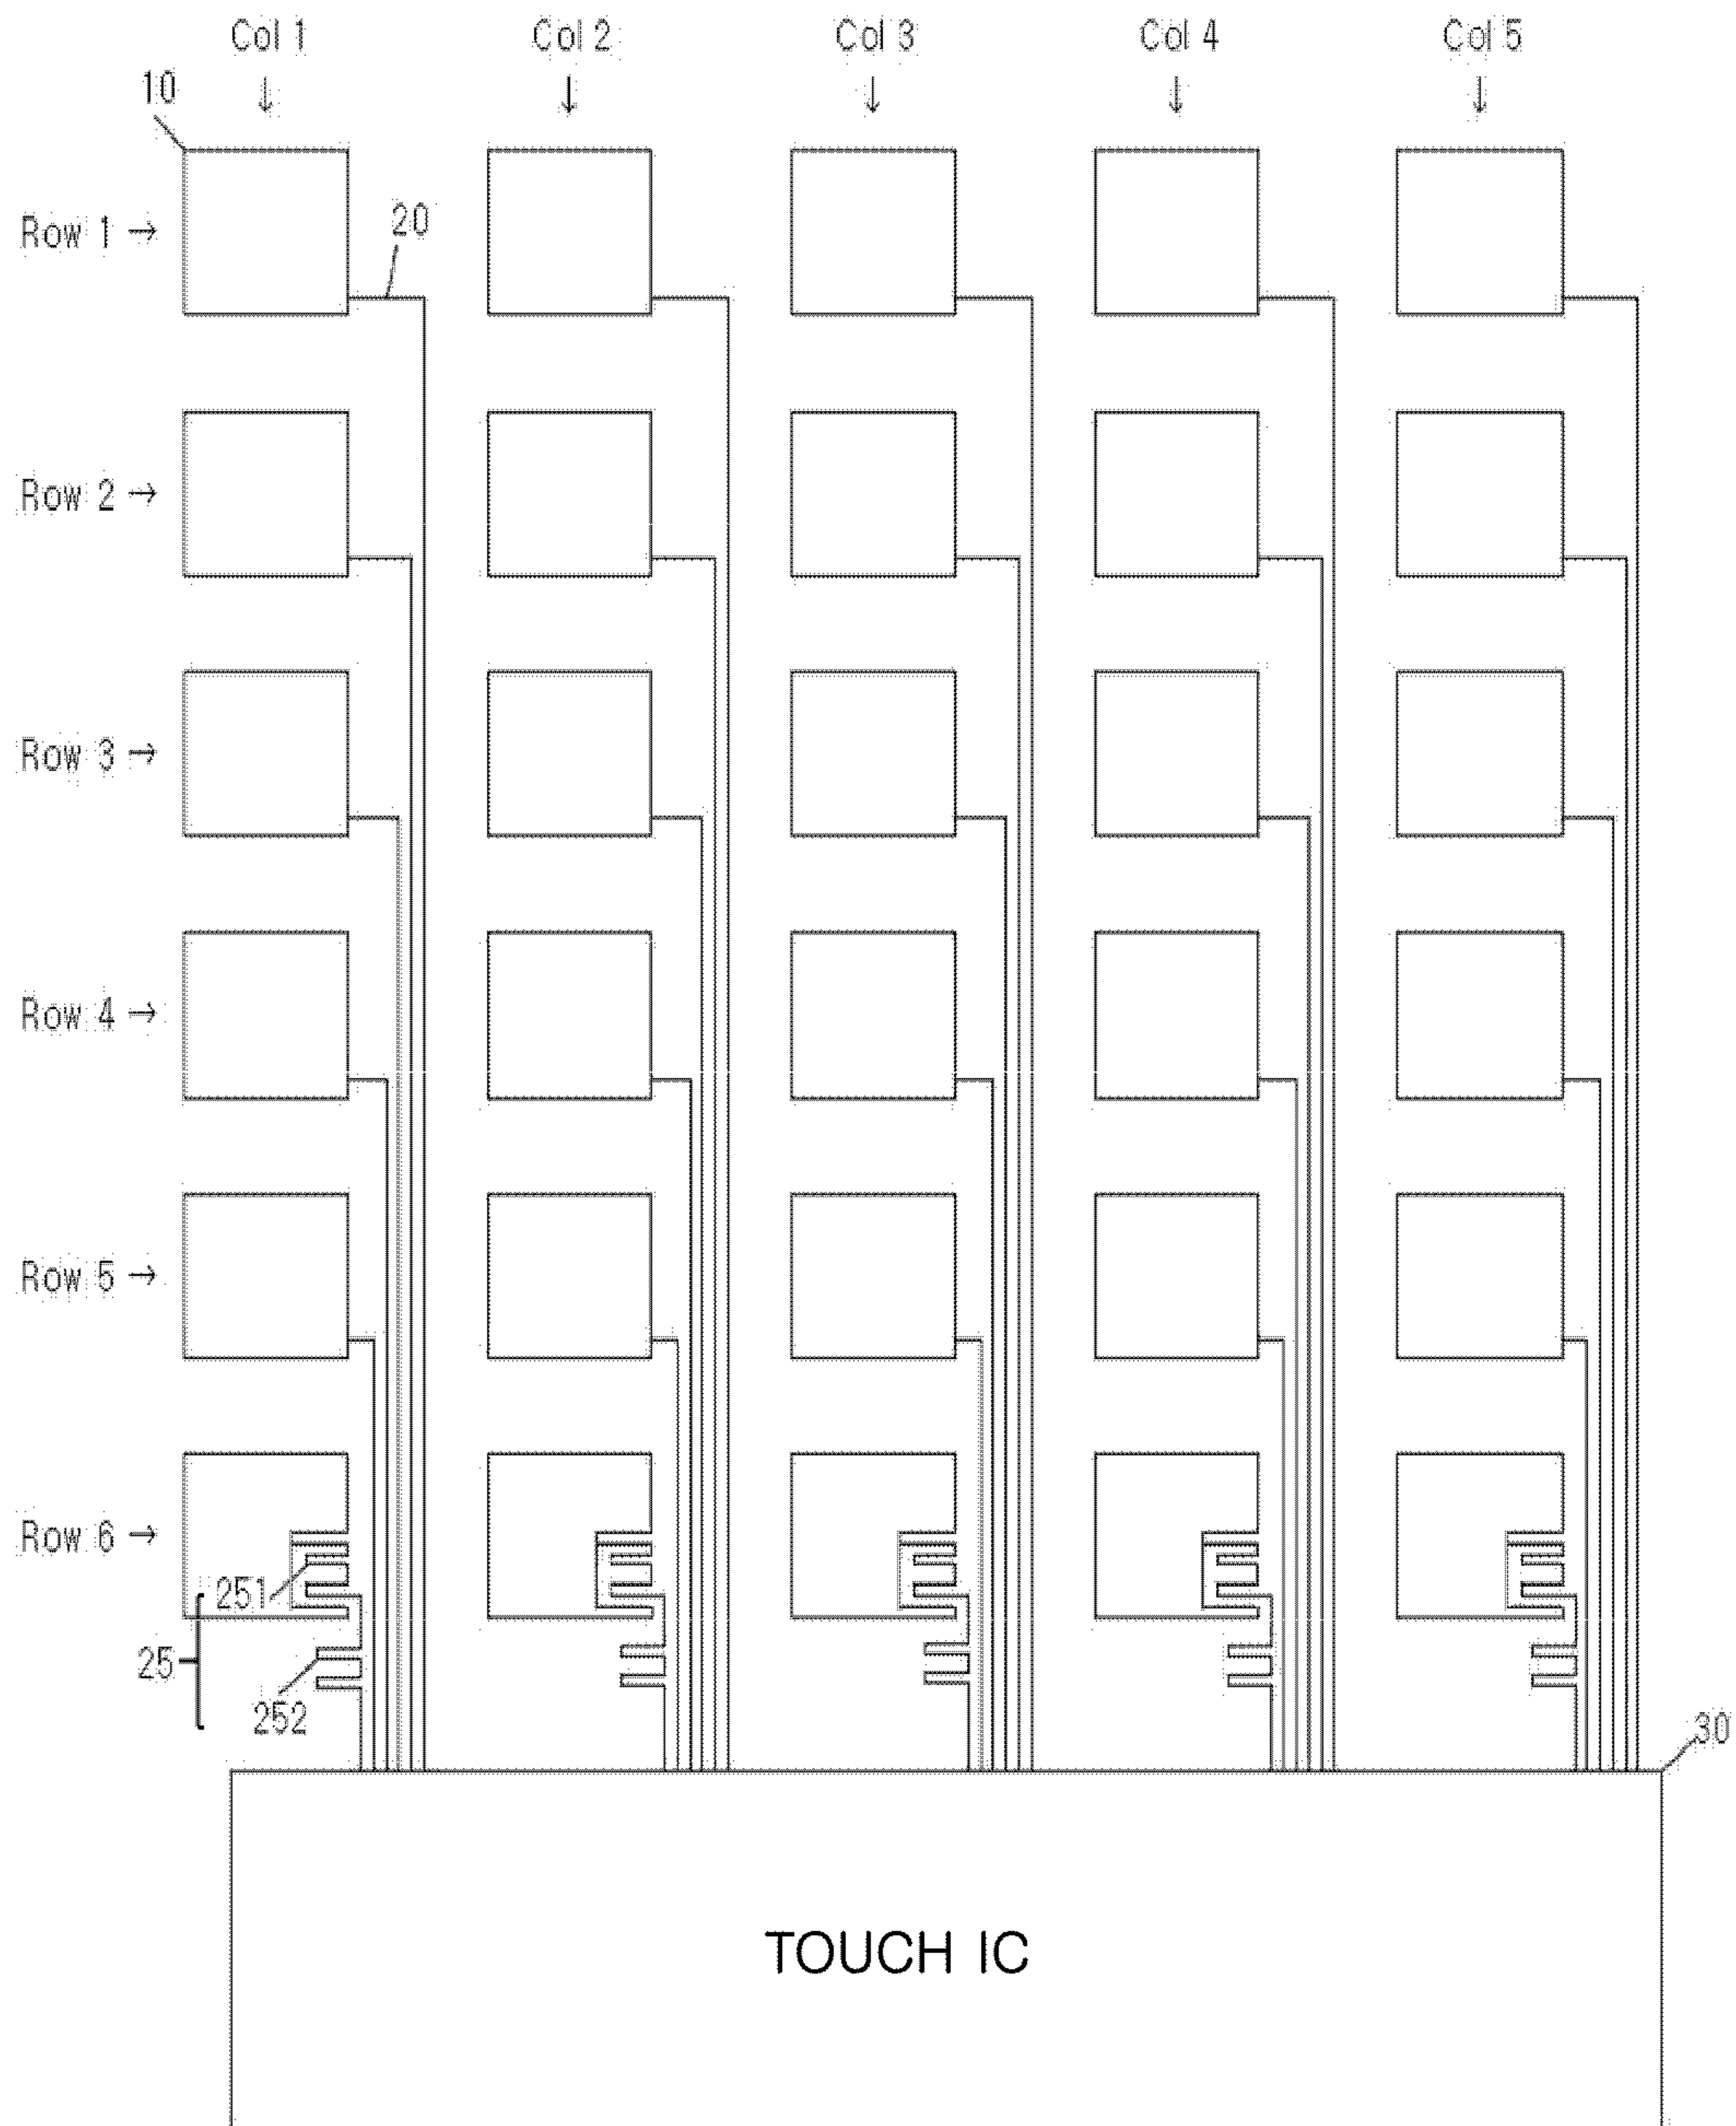 Col 1 Col 2 Col 3 Col 4 Col 5
↓ ↓ ↓ ↓ ↓
10
Row 1 →
20
Row 2 →
Row 3 →
Row 4 →
Row 5 →
Row 6 →
251
25
252
30
TOUCH IC